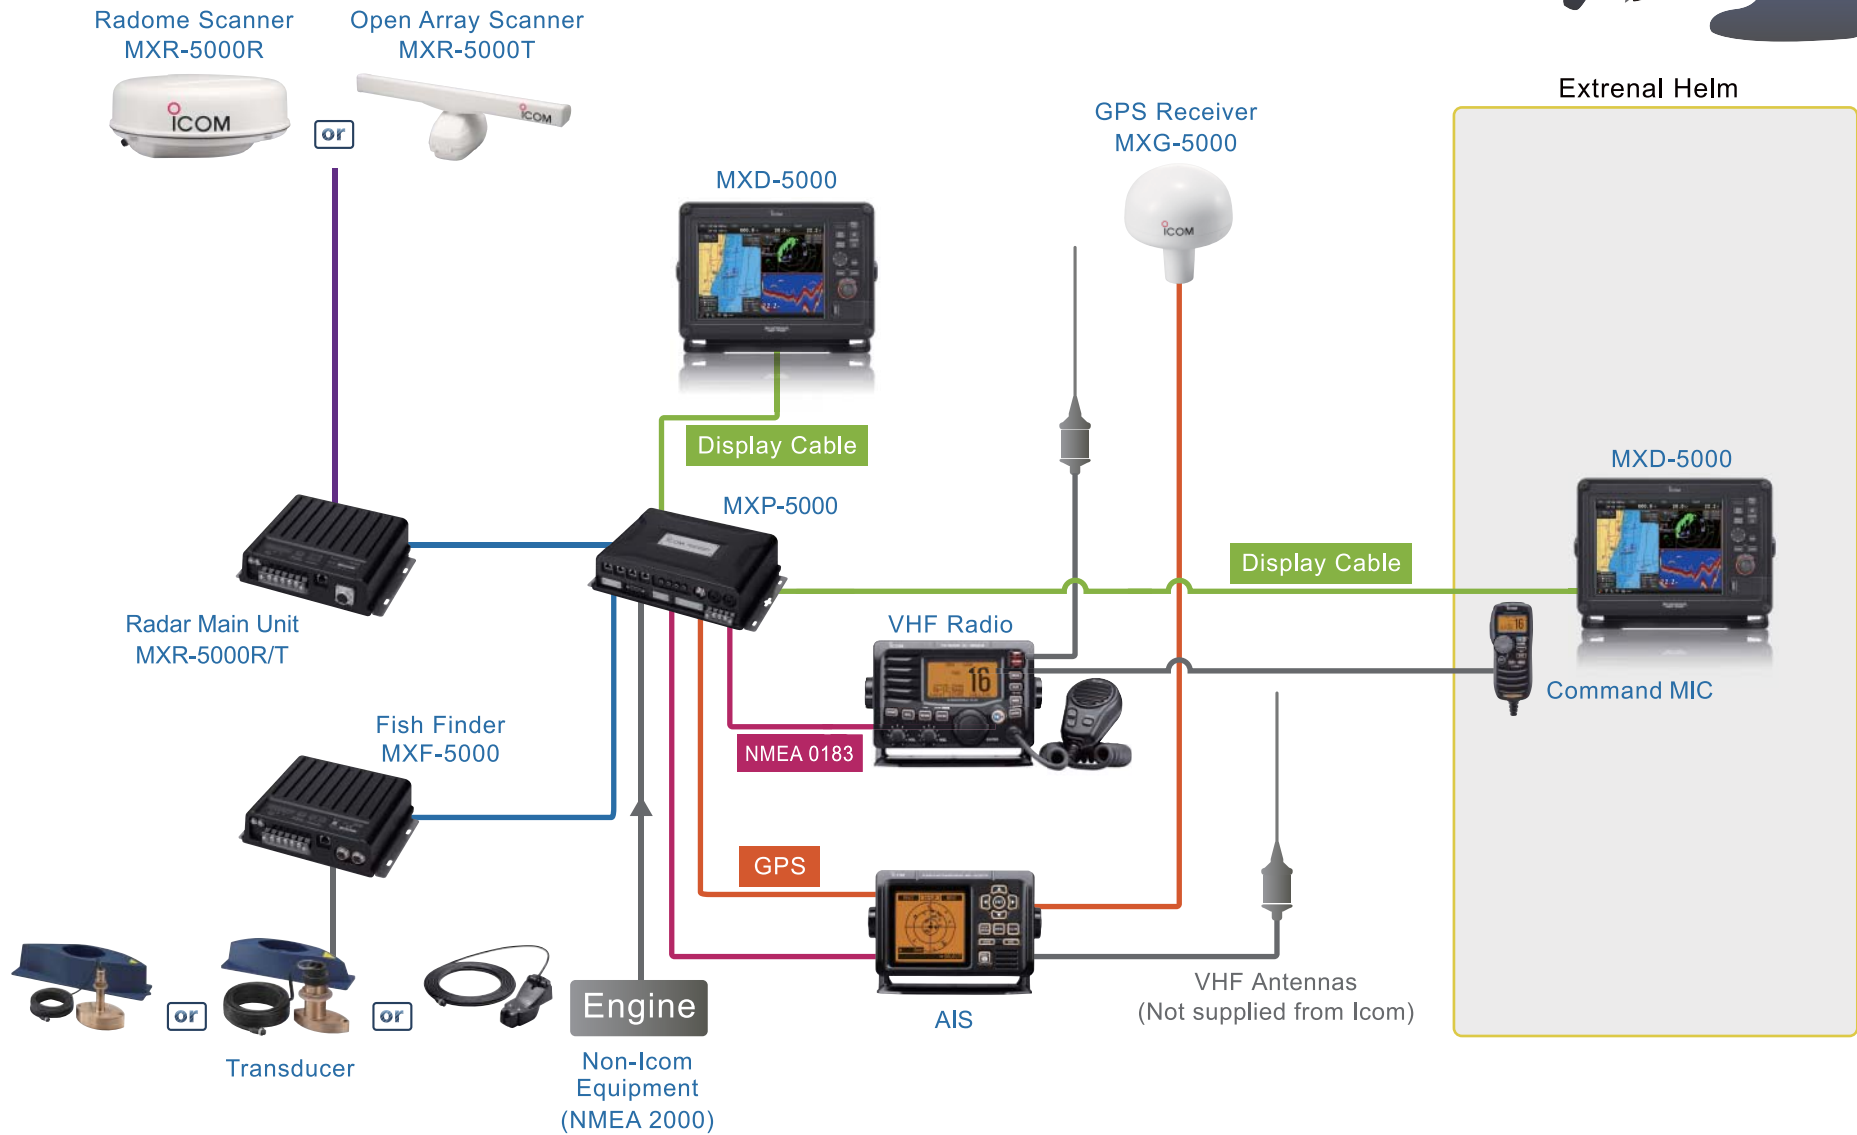 Radome Scanner
MXR-5000R
Open Array Scanner
MXR-5000T
ICOM
or
ICOM
GPS Receiver
MXG-5000
ICOM
Extrenal Helm
MXD-5000
Display Cable
MXP-5000
MXD-5000
Display Cable
Radar Main Unit
MXR-5000R/T
VHF Radio
16
16
Command MIC
Fish Finder
MXF-5000
NMEA 0183
GPS
AIS
VHF Antennas
(Not supplied from Icom)
or
or
Transducer
Engine
Non-Icom
Equipment
(NMEA 2000)